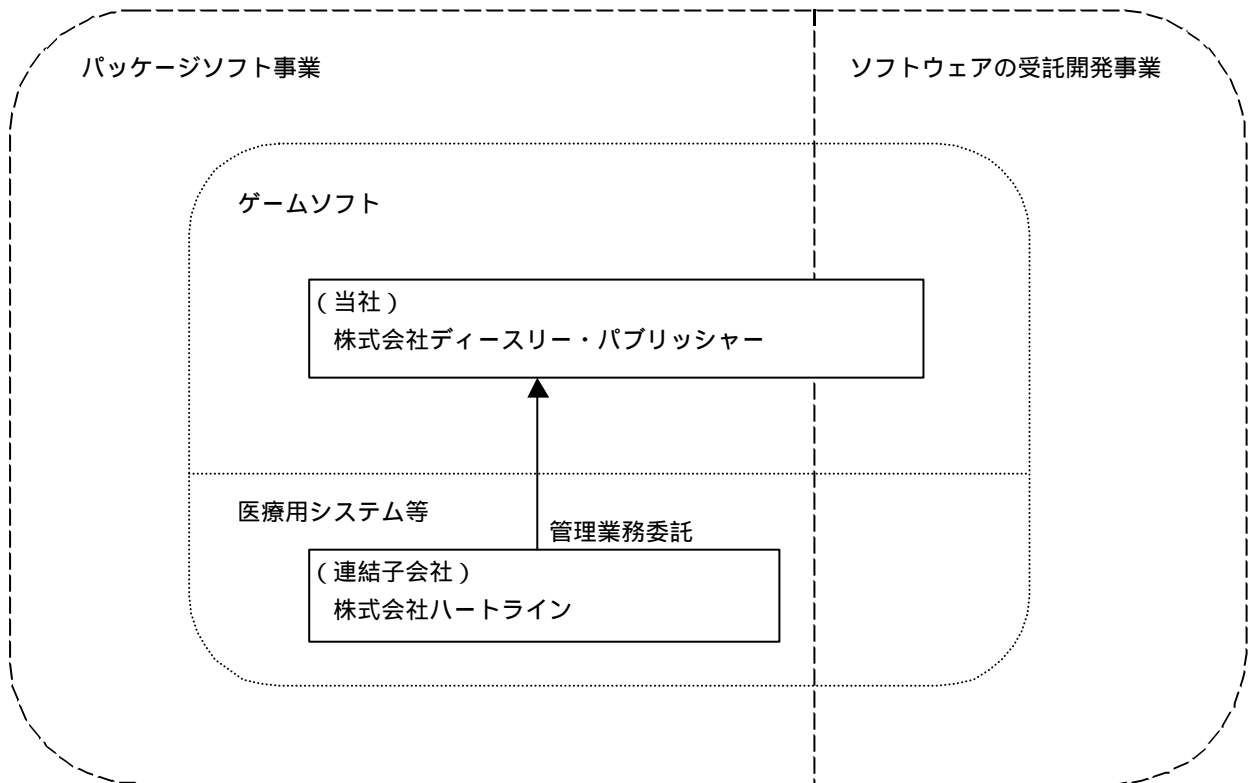 パッケージソフト事業
ソフトウェアの受託開発事業
ゲームソフト
(当社)
株式会社ディースリー・パブリッシャー
医療用システム等
管理業務委託
(連結子会社)
株式会社ハートライン